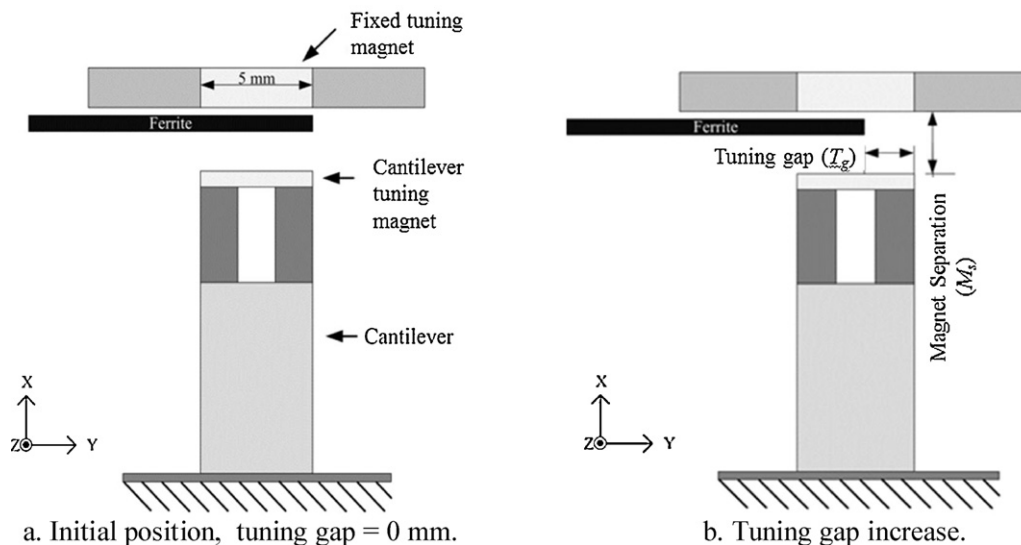 Fixed tuning
magnet
5 mm
Ferrite
Cantilever
tuning
magnet
Cantilever
X
Z
Y
a. Initial position, tuning gap = 0 mm.
Ferrite
Tuning gap (Tg)
Magnet Separation
(Ms)
X
Z
Y
b. Tuning gap increase.